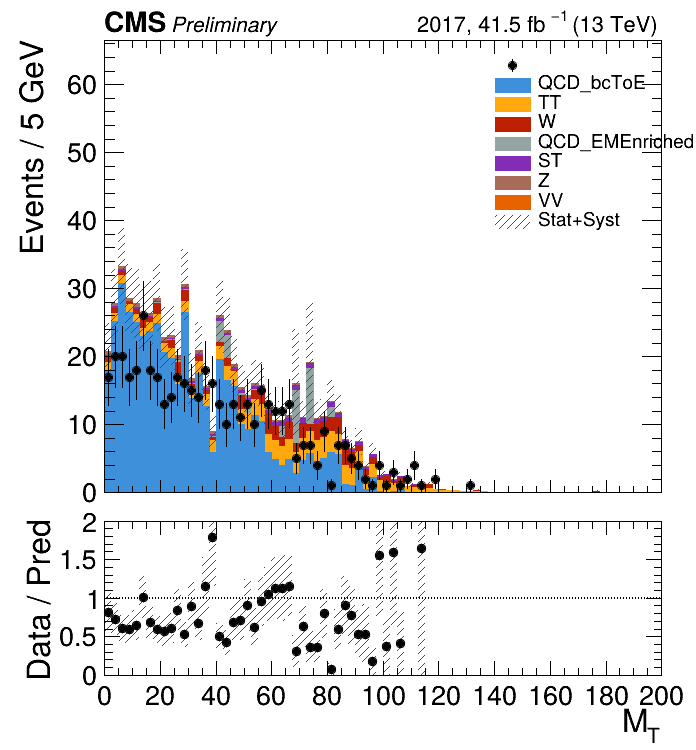 CMS Preliminary 2017, 41.5 fb⁻¹ (13 TeV)
Events / 5 GeV
60
50
40
30
20
10
0
QCD_bcToE
TT
W
QCD_EMEnriched
ST
Z
VV
Stat+Syst
Data / Pred
2
1.5
1
0.5
0
0 20 40 60 80 100 120 140 160 180 200
M_T